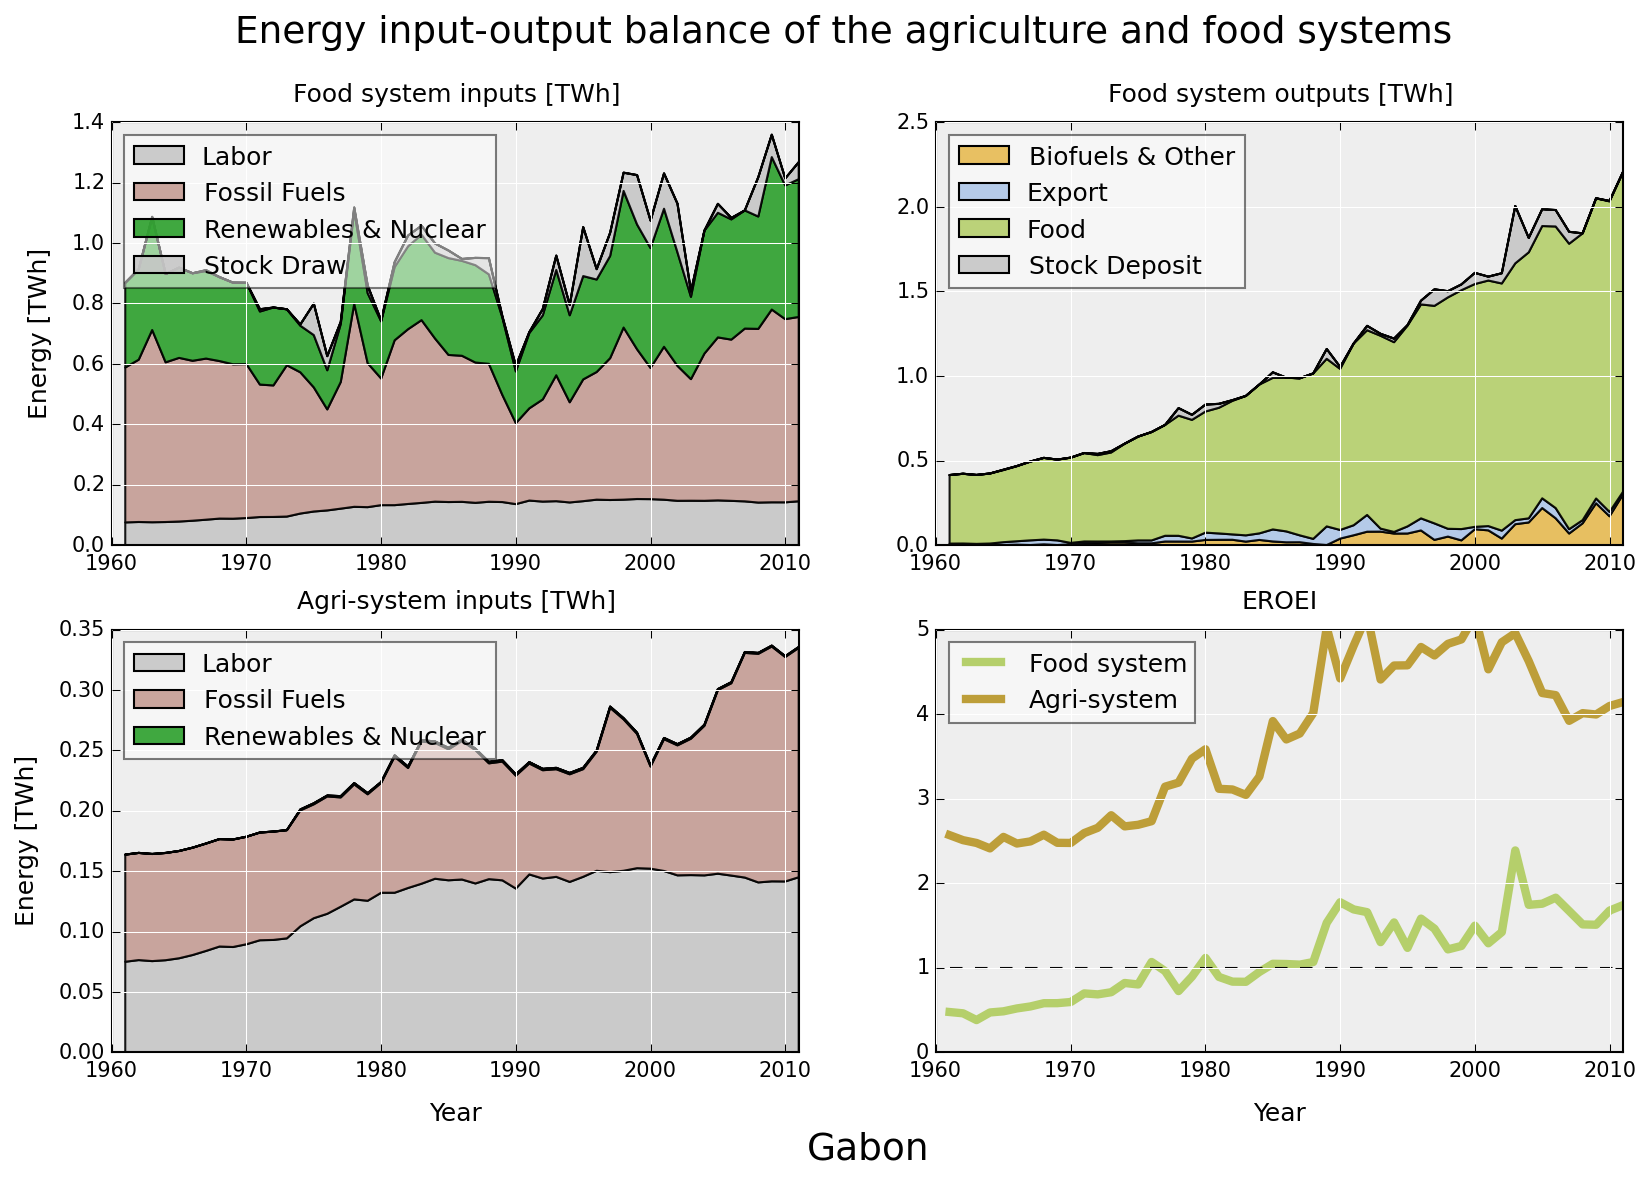 Energy input-output balance of the agriculture and food systems
Food system inputs [TWh]
Energy [TWh]
1.4
1.2
1.0
0.8
0.6
0.4
0.2
0.0
Labor
Fossil Fuels
Renewables & Nuclear
Stock Draw
1960 1970 1980 1990 2000 2010
Food system outputs [TWh]
2.5
2.0
1.5
1.0
0.5
0.0
Biofuels & Other
Export
Food
Stock Deposit
1960 1970 1980 1990 2000 2010
Agri-system inputs [TWh]
Energy [TWh]
0.35
0.30
0.25
0.20
0.15
0.10
0.05
0.00
Labor
Fossil Fuels
Renewables & Nuclear
1960 1970 1980 1990 2000 2010
Year
EROEI
5
4
3
2
1
0
Food system
Agri-system
1960 1970 1980 1990 2000 2010
Year
Gabon